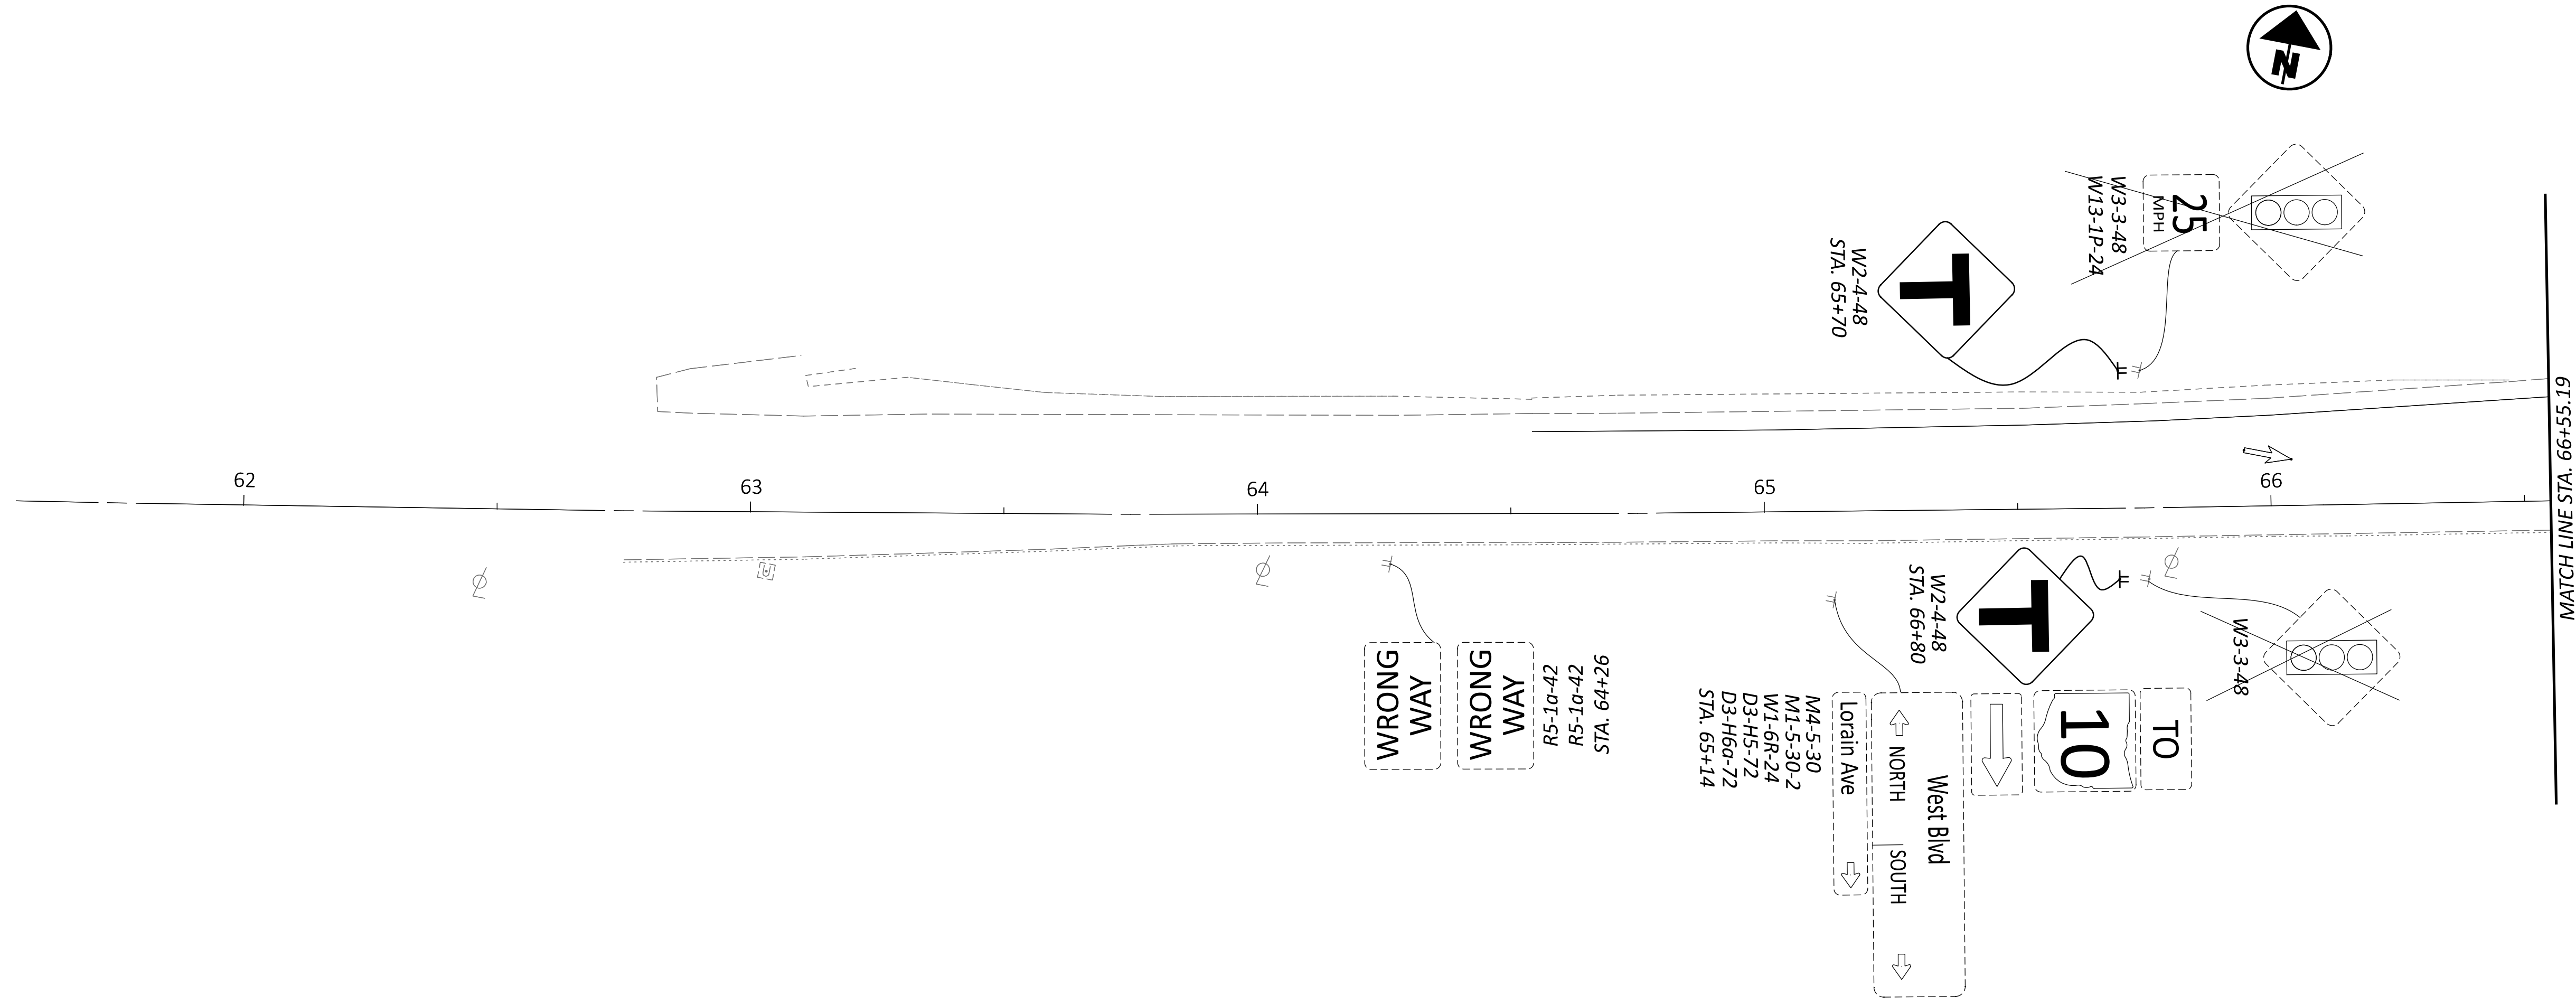 N
25
MPH
W3-3-48
W13-1P-24
W2-4-48
STA. 65+70
62
63
64
65
66
MATCH LINE STA. 66+55.19
W2-4-48
STA. 66+80
W3-3-48
WRONG
WAY
WRONG
WAY
R5-1a-42
R5-1a-42
STA. 64+26
M4-5-30
M1-5-30-2
W1-6R-24
D3-H5-72
D3-H6a-72
STA. 65+14
TO
10
West Blvd
NORTH SOUTH
Lorain Ave